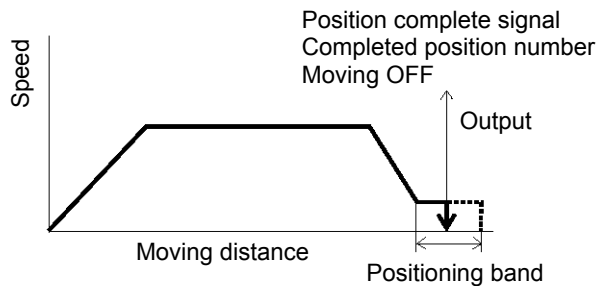 Position complete signal
Completed position number
Moving OFF
Speed
Output
Moving distance
Positioning band